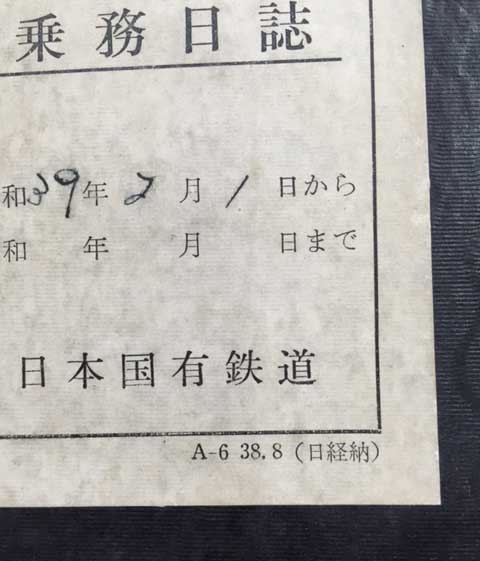 乗務日誌
和39年2月1日から
和 年 月 日まで
日本国有鉄道
A-6 38.8 (日経納)